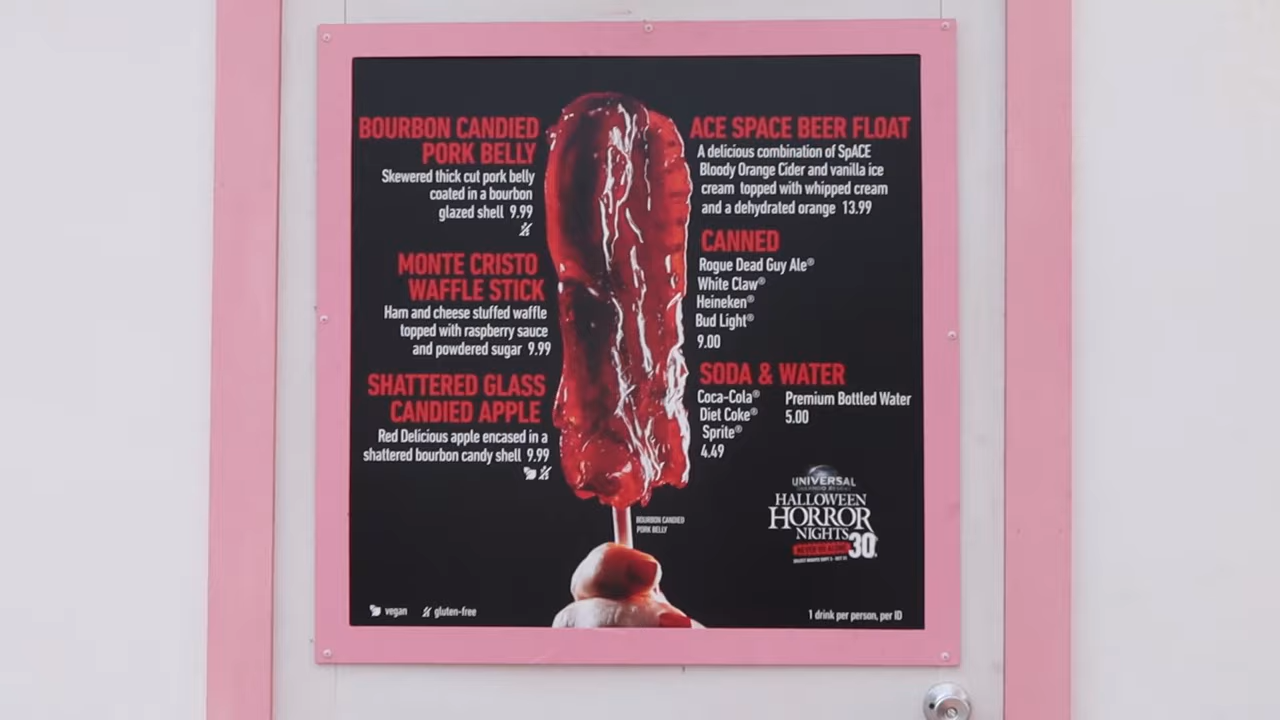 BOURBON CANDIED
PORK BELLY
Skewered thick cut pork belly
coated in a bourbon
glazed shell 9.99
MONTE CRISTO
WAFFLE STICK
Ham and cheese stuffed waffle
topped with raspberry sauce
and powdered sugar 9.99
SHATTERED GLASS
CANDIED APPLE
Red Delicious apple encased in a
shattered bourbon candy shell 9.99
vegan gluten-free
BOURBON CANDIED
PORK BELLY
ACE SPACE BEER FLOAT
A delicious combination of SpACE
Bloody Orange Cider and vanilla ice
cream topped with whipped cream
and a dehydrated orange 13.99
CANNED
Rogue Dead Guy Ale®
White Claw®
Heineken®
Bud Light®
9.00
SODA & WATER
Coca-Cola®
Diet Coke®
Sprite®
4.49
Premium Bottled Water
5.00
UNIVERSAL
HALLOWEEN
HORROR
NIGHTS
30
1 drink per person, per ID